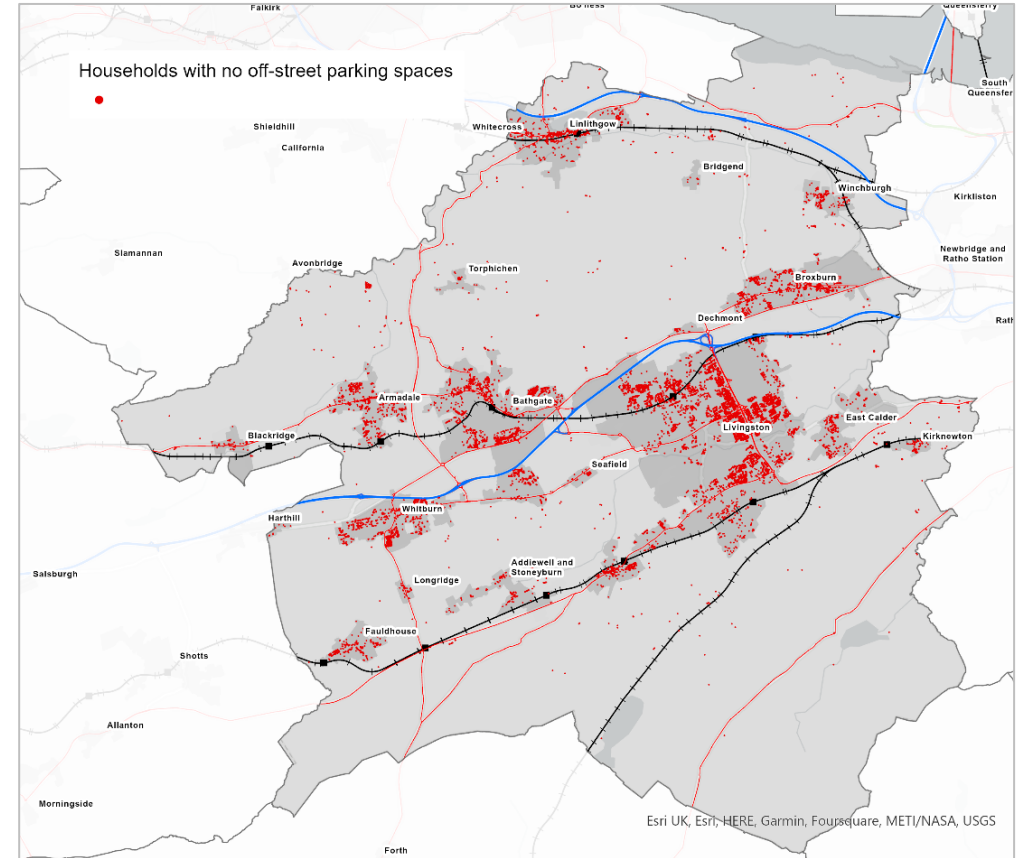 Falkirk
Queensferry
Households with no off-street parking spaces
South
Queensfer
Shieldhill
Whitecross
Linlithgow
California
Bridgend
Winchburgh
Kirkliston
Slamannan
Avonbridge
Torphichen
Newbridge and
Ratho Station
Broxburn
Dechmont
Rath
Armadale
Bathgate
East Calder
Livingston
Blackridge
Kirknewton
Seafield
Whitburn
Harthill
Salsburgh
Addiewell and
Stoneyburn
Longridge
Fauldhouse
Shotts
Allanton
Morningside
Esri UK, Esri, HERE, Garmin, Foursquare, METI/NASA, USGS
Forth